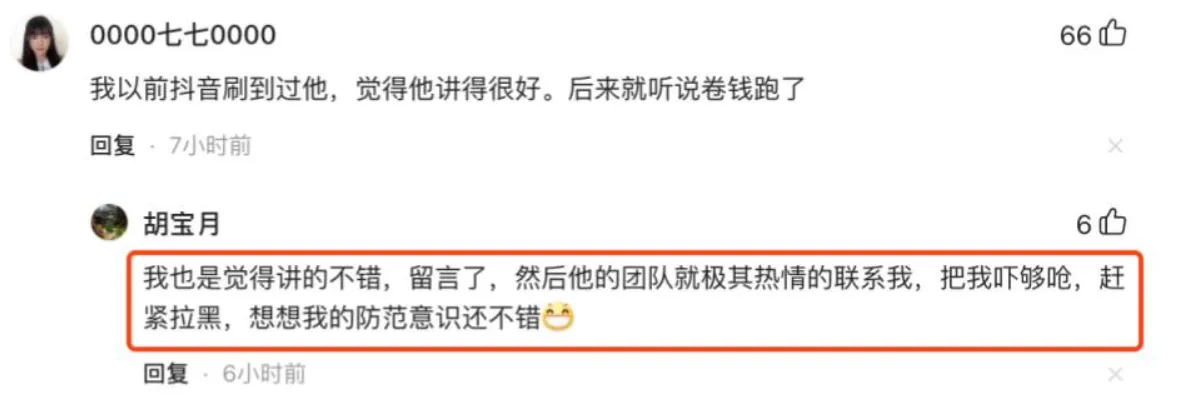 0000七七0000
66
我以前抖音刷到过他，觉得他讲得很好。后来就听说卷钱跑了
回复 · 7小时前
胡宝月
6
我也是觉得讲的不错，留言了，然后他的团队就极其热情的联系我，把我吓够呛，赶
紧拉黑，想想我的防范意识还不错😁
回复 · 6小时前